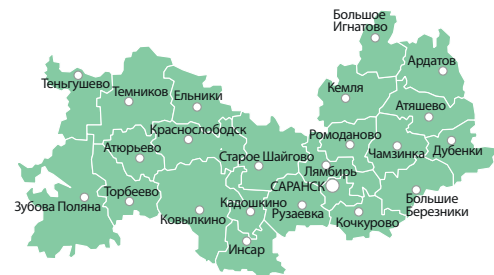 Большое
Игнатово
Ардатов
Теньгушево
Темников
Ельники
Кемля
Атяшево
Краснослободск
Ромоданово
Атюрьево
Старое Шайгово
Чамзинка
Дубенки
Лямбирь
САРАНСК
Зубова Поляна
Торбеево
Ковылкино
Кадошкино
Рузаевка
Кочкурово
Большие
Березники
Инсар